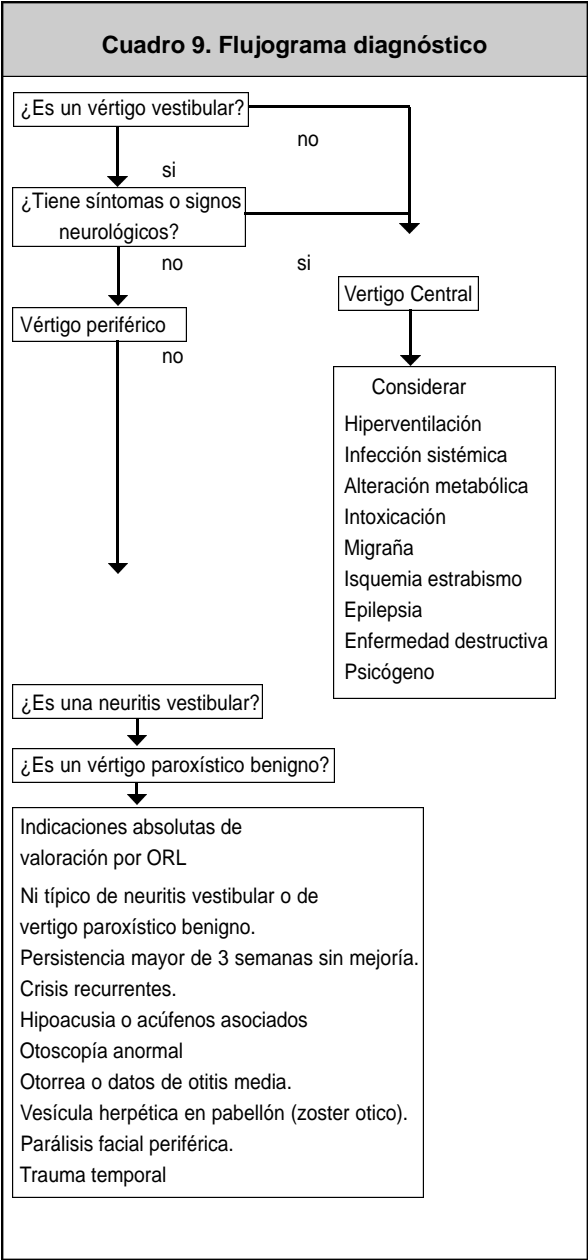 Cuadro 9. Flujograma diagnóstico
¿Es un vértigo vestibular?
no
si
¿Tiene síntomas o signos
neurológicos?
no
si
Vertigo Central
Vértigo periférico
no
Considerar
Hiperventilación
Infección sistémica
Alteración metabólica
Intoxicación
Migraña
Isquemia estrabismo
Epilepsia
Enfermedad destructiva
Psicógeno
¿Es una neuritis vestibular?
¿Es un vértigo paroxístico benigno?
Indicaciones absolutas de
valoración por ORL
Ni típico de neuritis vestibular o de
vertigo paroxístico benigno.
Persistencia mayor de 3 semanas sin mejoría.
Crisis recurrentes.
Hipoacusia o acúfenos asociados
Otoscopía anormal
Otorrea o datos de otitis media.
Vesícula herpética en pabellón (zoster otico).
Parálisis facial periférica.
Trauma temporal